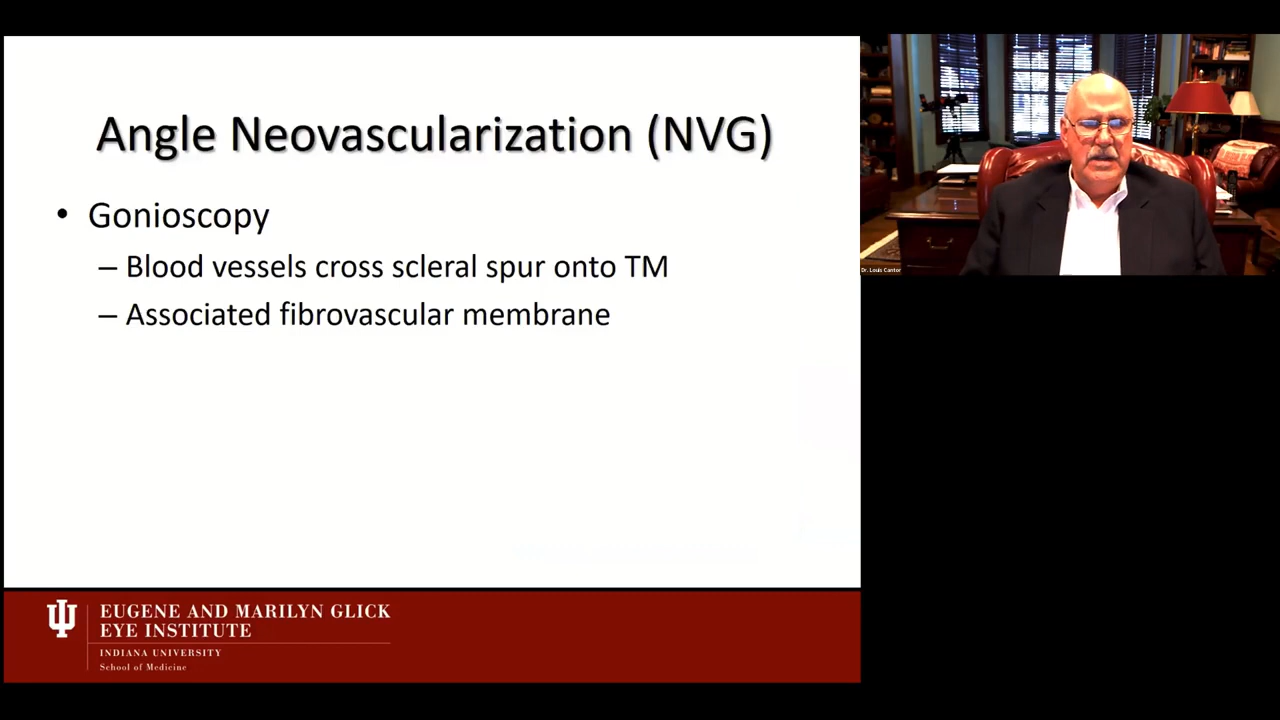 Angle Neovascularization (NVG)
• Gonioscopy
– Blood vessels cross scleral spur onto TM
– Associated fibrovascular membrane
EUGENE AND MARILYN GLICK
EYE INSTITUTE
INDIANA UNIVERSITY
School of Medicine
Dr. Louis Cantor